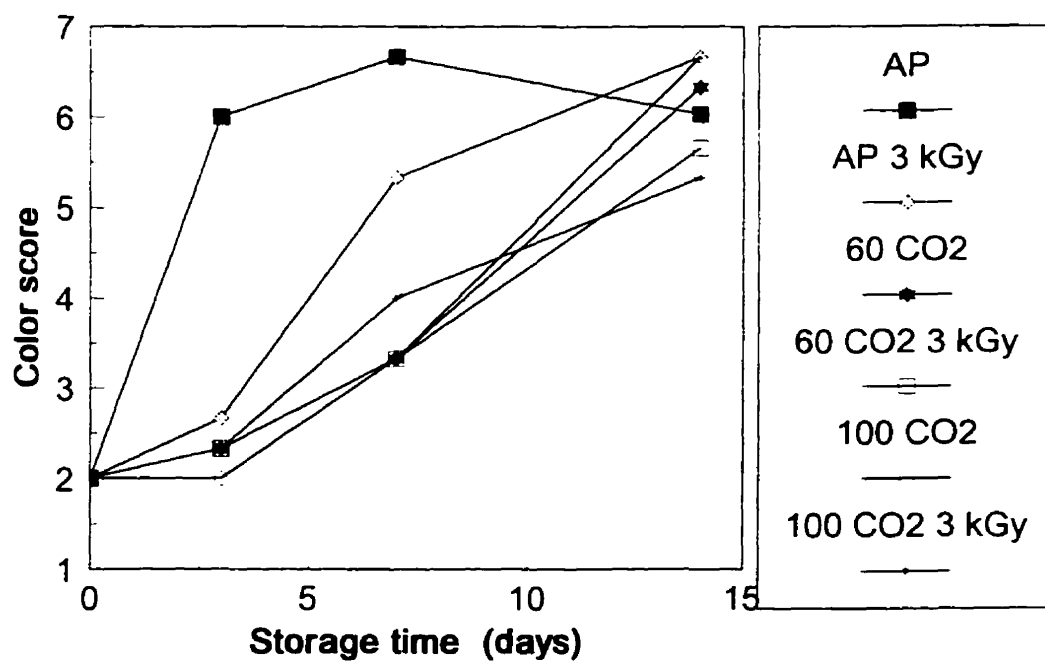 7
6
5
4
3
2
1
Color score
0
5
10
15
Storage time (days)
AP
AP 3 kGy
60 CO2
60 CO2 3 kGy
100 CO2
100 CO2 3 kGy